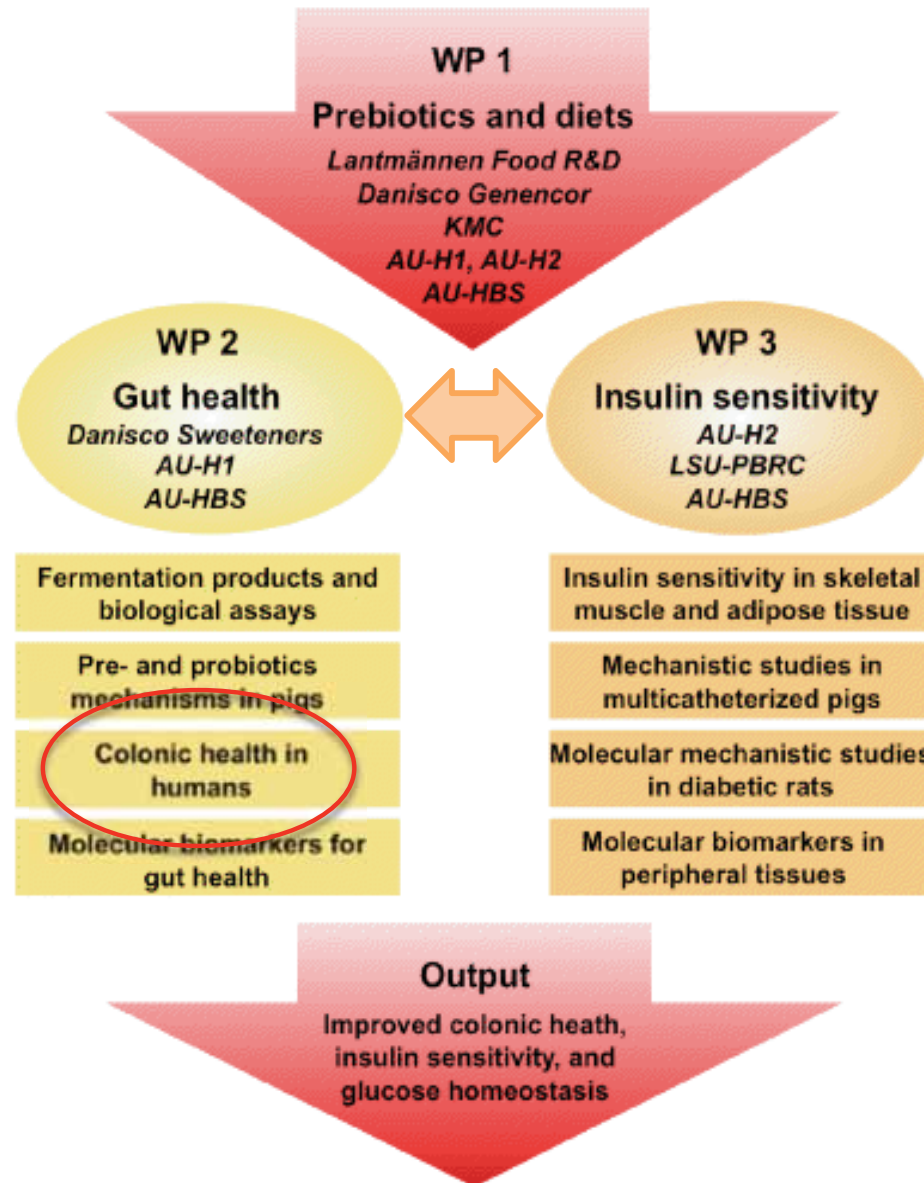 WP 1
Prebiotics and diets
Lantmännen Food R&D
Danisco Genencor
KMC
AU-H1, AU-H2
AU-HBS
WP 2
Gut health
Danisco Sweeteners
AU-H1
AU-HBS
WP 3
Insulin sensitivity
AU-H2
LSU-PBRC
AU-HBS
Fermentation products and
biological assays
Pre- and probiotics
mechanisms in pigs
Colonic health in
humans
Molecular biomarkers for
gut health
Insulin sensitivity in skeletal
muscle and adipose tissue
Mechanistic studies in
multicatheterized pigs
Molecular mechanistic studies
in diabetic rats
Molecular biomarkers in
peripheral tissues
Output
Improved colonic heath,
insulin sensitivity, and
glucose homeostasis